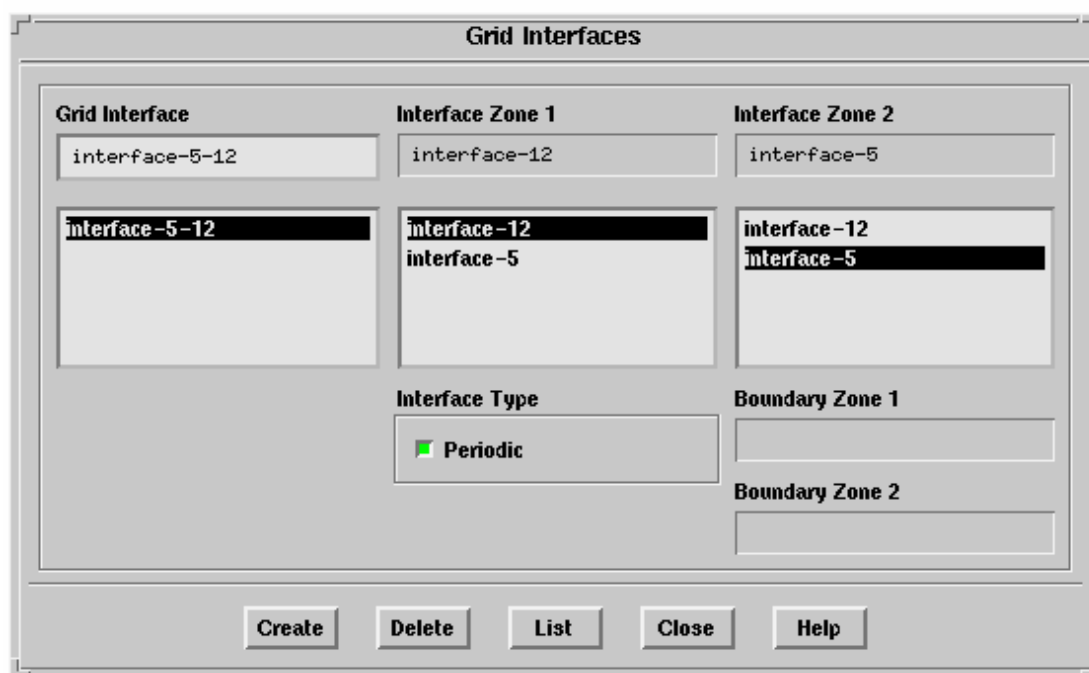 Grid Interfaces
Grid Interface
Interface Zone 1
Interface Zone 2
interface-5-12
interface-12
interface-5
interface-5-12
interface-12
interface-5
interface-12
interface-5
Interface Type
Periodic
Boundary Zone 1
Boundary Zone 2
Create
Delete
List
Close
Help